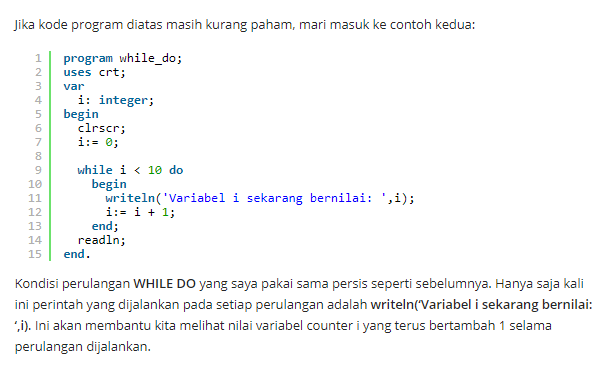 Jika kode program diatas masih kurang paham, mari masuk ke contoh kedua:
1 program while_do;
2 uses crt;
3 var
4 i: integer;
5 begin
6 clrscr;
7 i:= 0;
8
9 while i < 10 do
10 begin
11 writeln('Variabel i sekarang bernilai: ',i);
12 i:= i + 1;
13 end;
14 readln;
15 end.
Kondisi perulangan WHILE DO yang saya pakai sama persis seperti sebelumnya. Hanya saja kali
ini perintah yang dijalankan pada setiap perulangan adalah writeln(‘Variabel i sekarang bernilai:
‘,i). Ini akan membantu kita melihat nilai variabel counter i yang terus bertambah 1 selama
perulangan dijalankan.